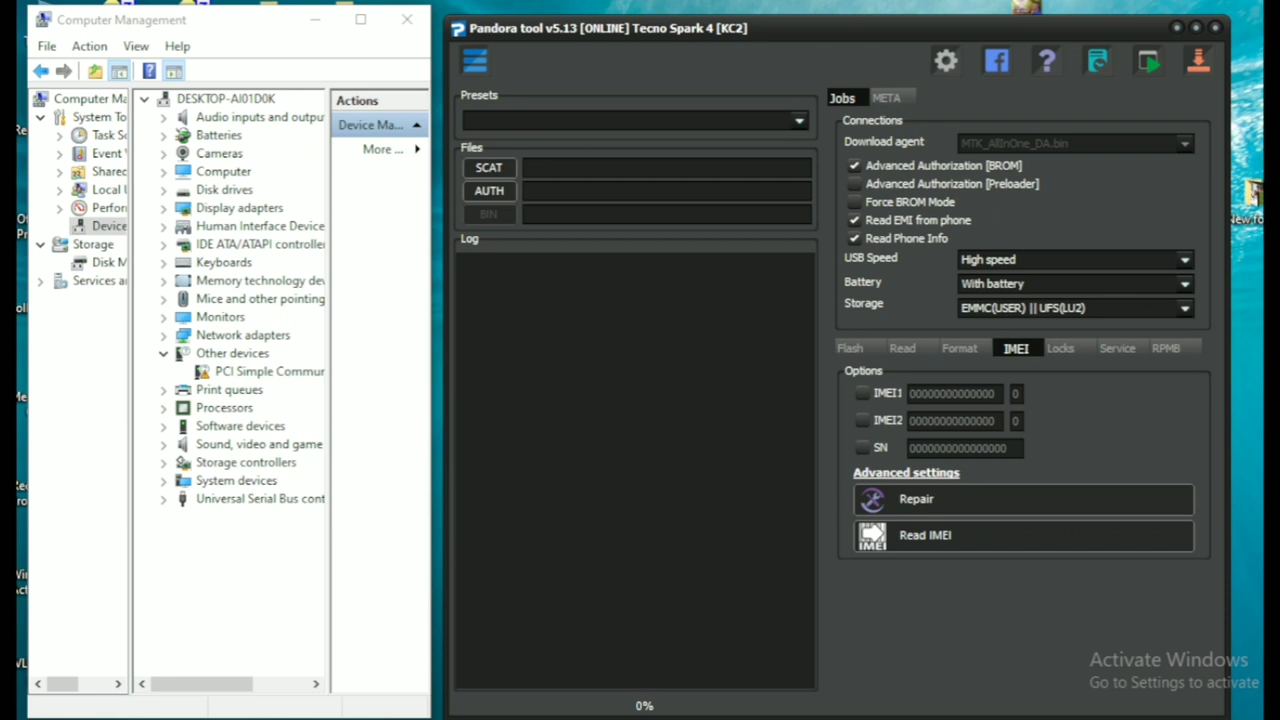 Computer Management
File Action View Help
Computer Ma
System To
Task Sc
Event
Shared
Local U
Perfor
Device
Storage
Disk M
Services a
DESKTOP-AI01D0K
Audio inputs and outpu
Batteries
Cameras
Computer
Disk drives
Display adapters
Human Interface Device
IDE ATA/ATAPI controlle
Keyboards
Memory technology dev
Mice and other pointing
Monitors
Network adapters
Other devices
PCI Simple Commur
Print queues
Processors
Software devices
Sound, video and game
Storage controllers
System devices
Universal Serial Bus cont
Actions
Device Ma...
More ...
Pandora tool v5.13 [ONLINE] Tecno Spark 4 [KC2]
Presets
Files
SCAT
AUTH
BIN
Log
0%
Jobs META
Connections
Download agent MTK_AllInOne_DA.bin
Advanced Authorization [BROM]
Advanced Authorization [Preloader]
Force BROM Mode
Read EMI from phone
Read Phone Info
USB Speed High speed
Battery With battery
Storage EMMC(USER) || UFS(LU2)
Flash Read Format IMEI Locks Service RPMB
Options
IMEI1 00000000000000 0
IMEI2 00000000000000 0
SN 0000000000000000
Advanced settings
Repair
IMEI Read IMEI
New fo
Activate Windows
Go to Settings to activate